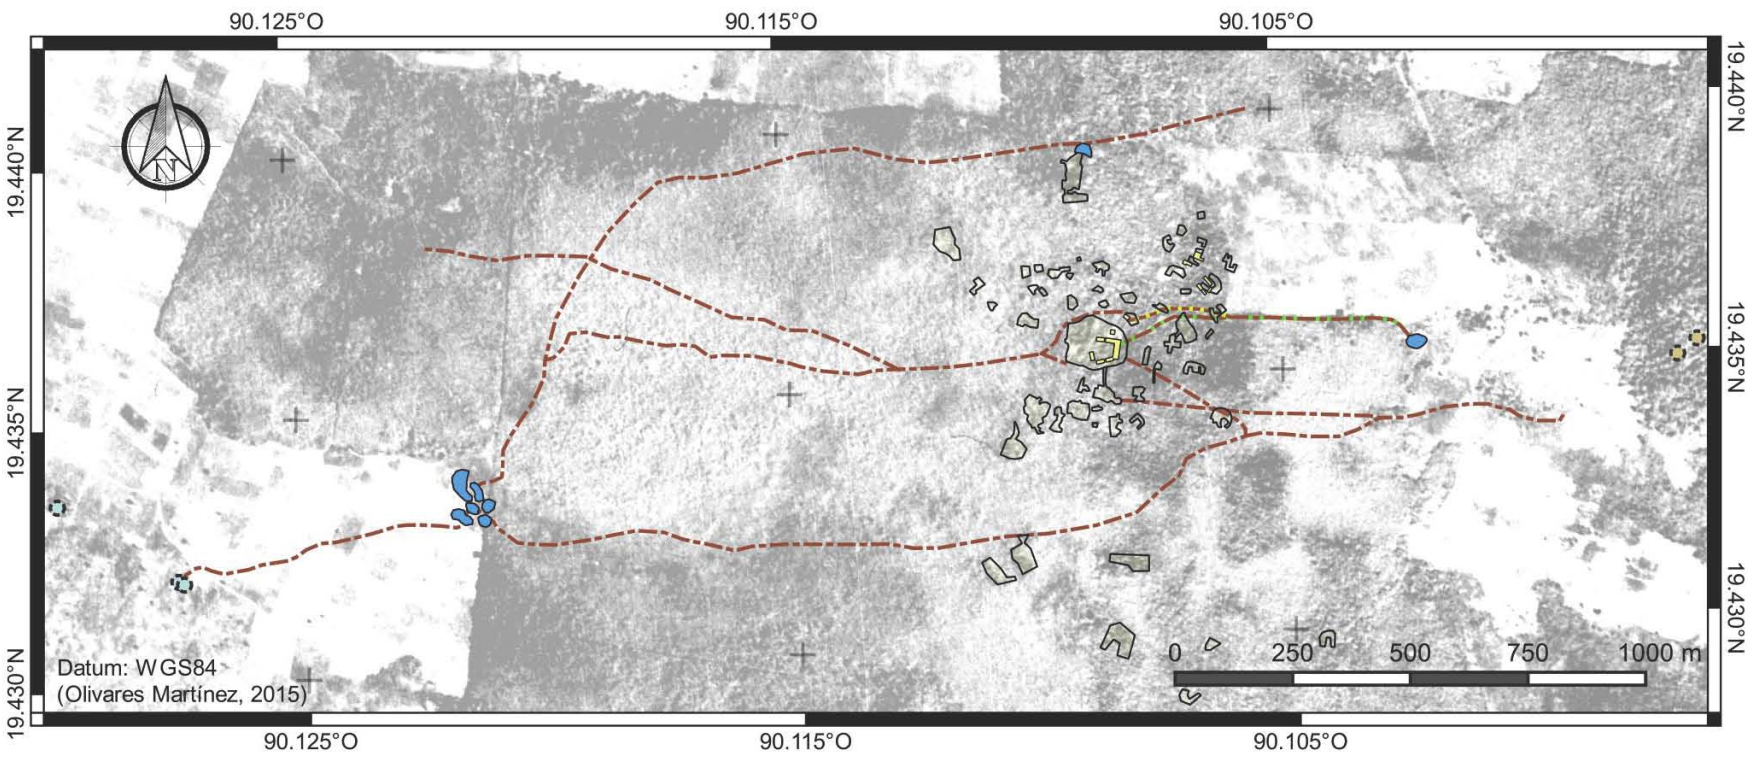 90.125°O 90.115°O 90.105°O
19.440°N
19.440°N
N
19.435°N
19.435°N
19.430°N
19.430°N
0 250 500 750 1000 m
Datum: WGS84
(Olivares Martínez, 2015)
90.125°O 90.115°O 90.105°O